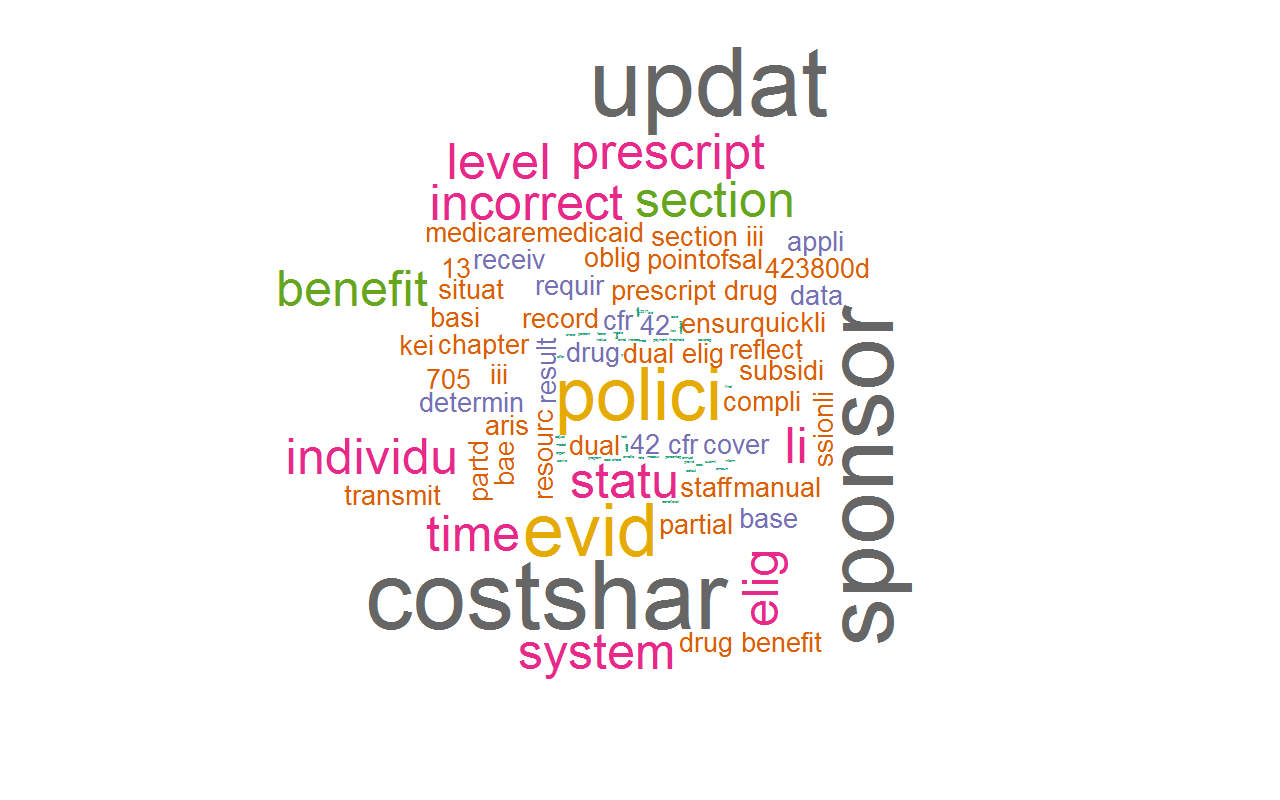 updat
level prescript
incorrect section
medicaremedicaid section iii appli
13 receiv oblig pointofsal 423800d
benefit situat requir prescript drug data
basi record cfr 42 ensurquickli
kei chapter result drug dual elig reflect
705 iii subsidi
determin polici compli
sponsor
aris resourc dual 42 cfr cover li ssionli
individu partd bae
transmit statu staffmanual
time evid partial base
costshar elig
system drug benefit